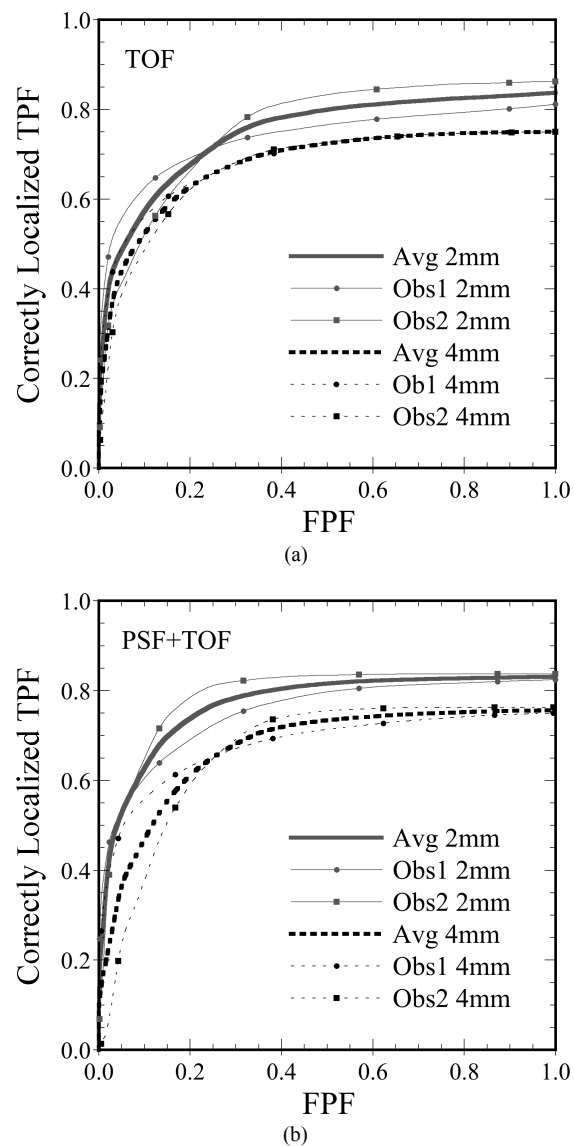 1.0
TOF
0.8
0.6
Correctly Localized TPF
Avg 2mm
Obs1 2mm
0.4
Obs2 2mm
Avg 4mm
0.2
Ob1 4mm
Obs2 4mm
0.0
0.0 0.2 0.4 0.6 0.8 1.0
FPF
(a)
1.0
PSF+TOF
0.8
0.6
Correctly Localized TPF
Avg 2mm
Obs1 2mm
0.4
Obs2 2mm
Avg 4mm
0.2
Obs1 4mm
Obs2 4mm
0.0
0.0 0.2 0.4 0.6 0.8 1.0
FPF
(b)